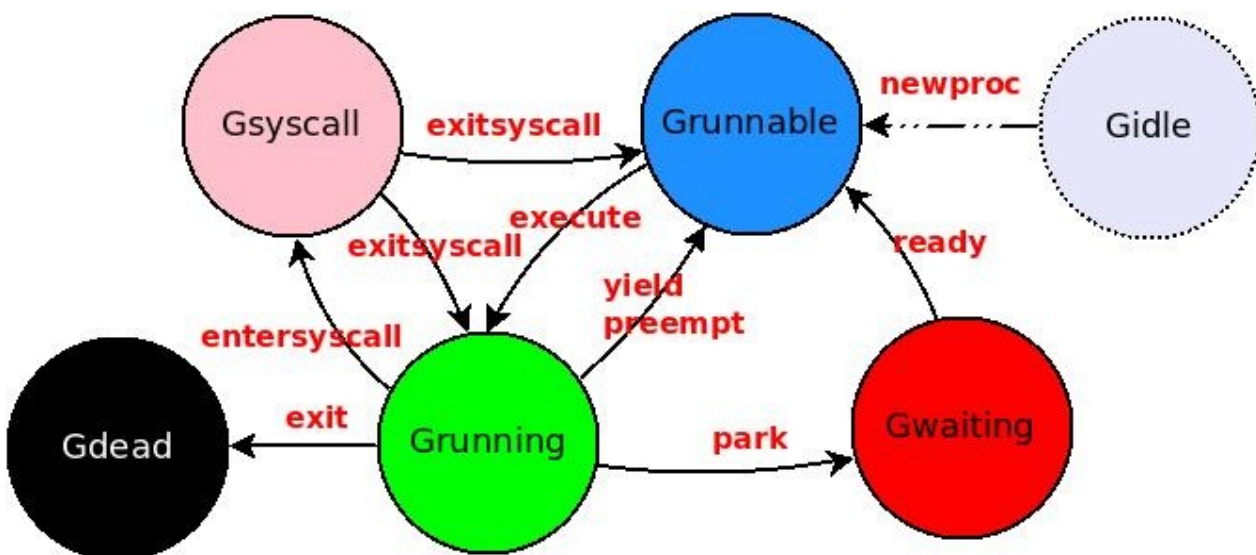 newproc
Gsyscall
exitsyscall
Grunnable
Gidle
execute
exitsyscall
ready
yield
preempt
entersyscall
exit
Gdead
Grunning
park
Gwaiting